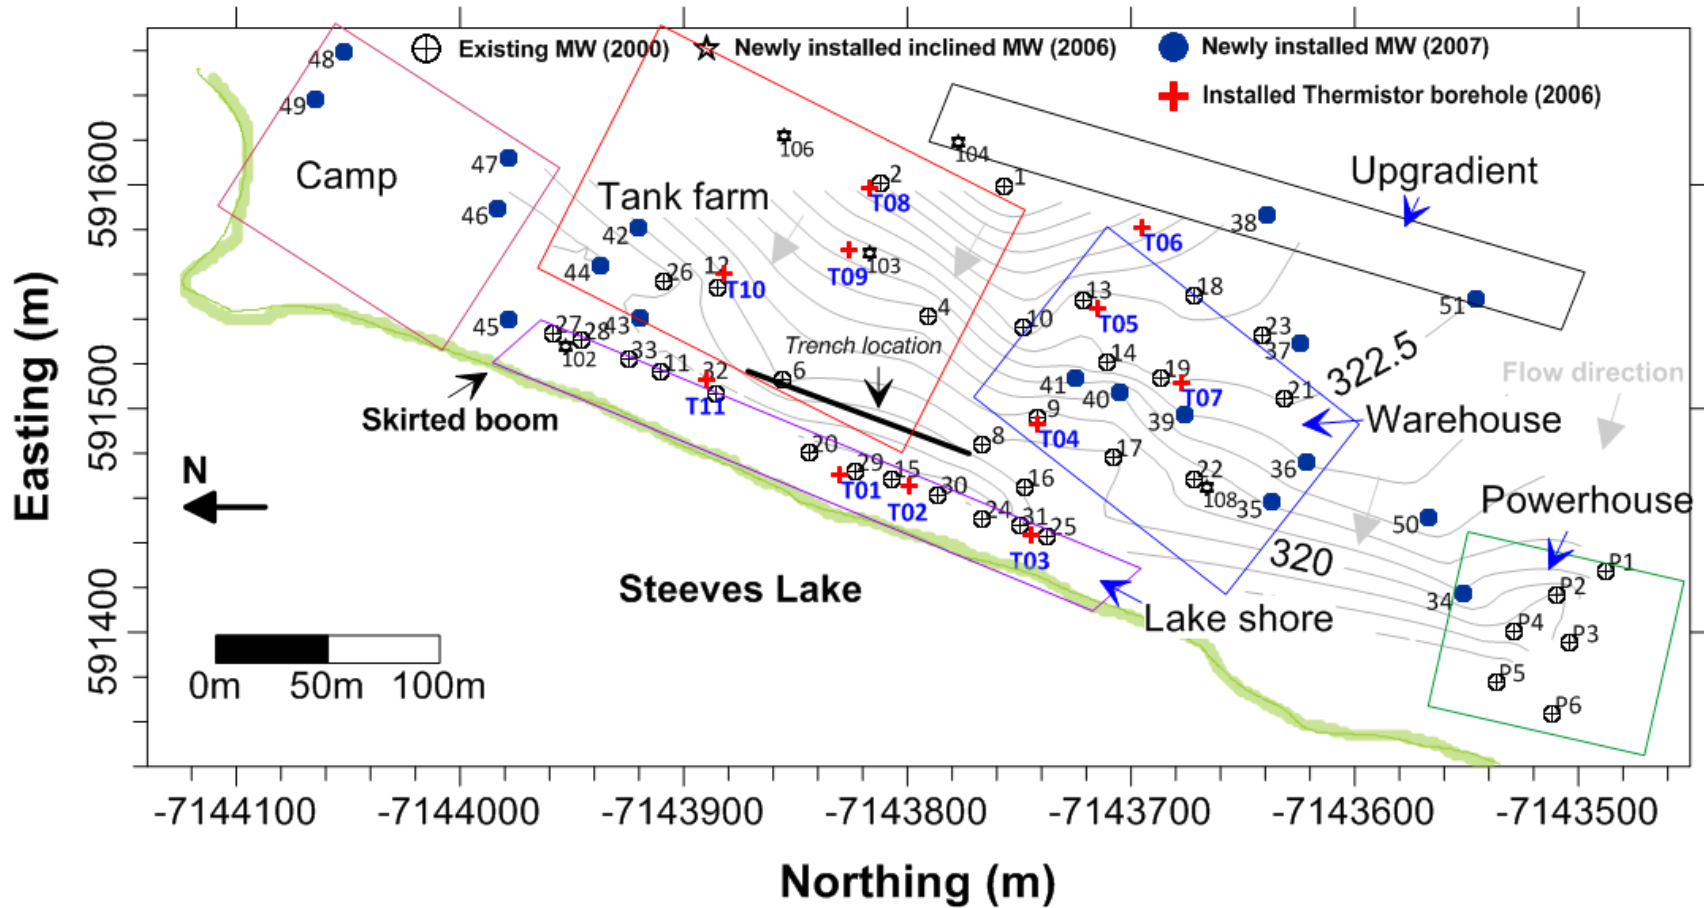 Existing MW (2000)
Newly installed inclined MW (2006)
Newly installed MW (2007)
Installed Thermistor borehole (2006)
48
49
106
104
Upgradient
47
Camp
2
1
Tank farm
T08
46
38
42
T06
44
26
12
T10
T09
103
13
18
51
45
27
28
43
4
10
T05
23
37
102
33
11
Trench location
14
322.5
Flow direction
32
6
41
40
19
T07
21
Skirted boom
T11
9
39
Warehouse
T04
8
17
20
N
29
15
T01
30
16
22
36
108
35
Powerhouse
T02
24
31
25
50
T03
320
P1
P2
Steeves Lake
34
Lake shore
P4
P3
0m
50m
100m
P5
P6
591600
591500
591400
Easting (m)
-7144100
-7144000
-7143900
-7143800
-7143700
-7143600
-7143500
Northing (m)